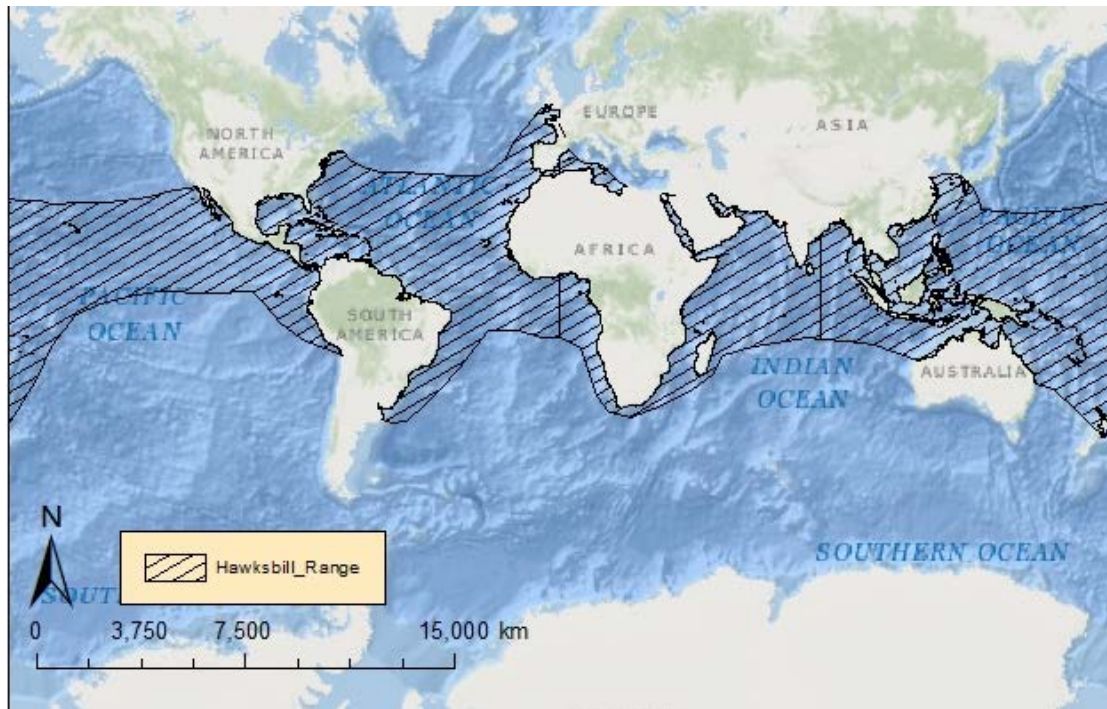 NORTH
AMERICA
EUROPE
ASIA
ATLANTIC
OCEAN
PACIFIC
OCEAN
AFRICA
PACIFIC
OCEAN
SOUTH
AMERICA
INDIAN
OCEAN
AUSTRALIA
N
Hawksbill_Range
SOUTHERN OCEAN
SOUT
0 3,750 7,500 15,000 km